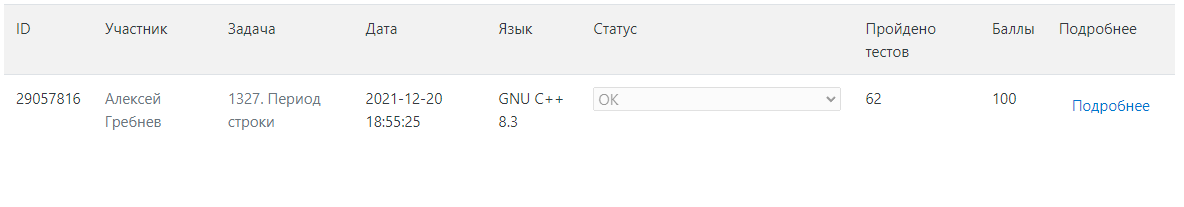 ID Участник Задача Дата Язык Статус Пройдено тестов Баллы Подробнее
29057816 Алексей Гребнев 1327. Период строки 2021-12-20 18:55:25 GNU C++ 8.3 OK 62 100 Подробнее